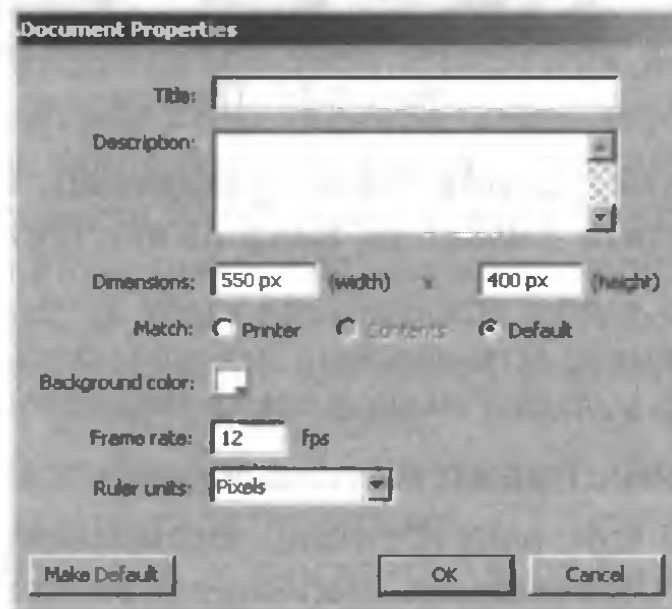 Document Properties
Title:
Description:
Dimensions: 550 px (width) x 400 px (height)
Match: Printer Contents Default
Background color:
Frame rate: 12 fps
Ruler units: Pixels
Make Default OK Cancel